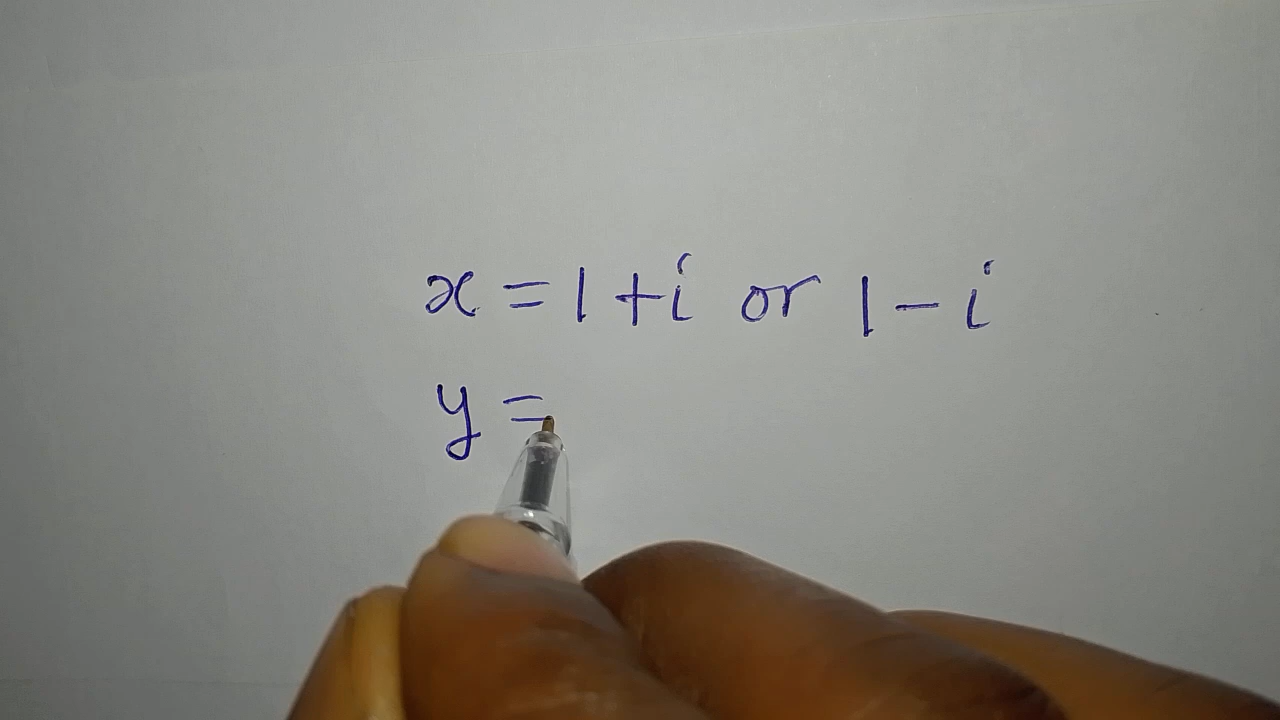 x = 1 + i or 1 - i
y =